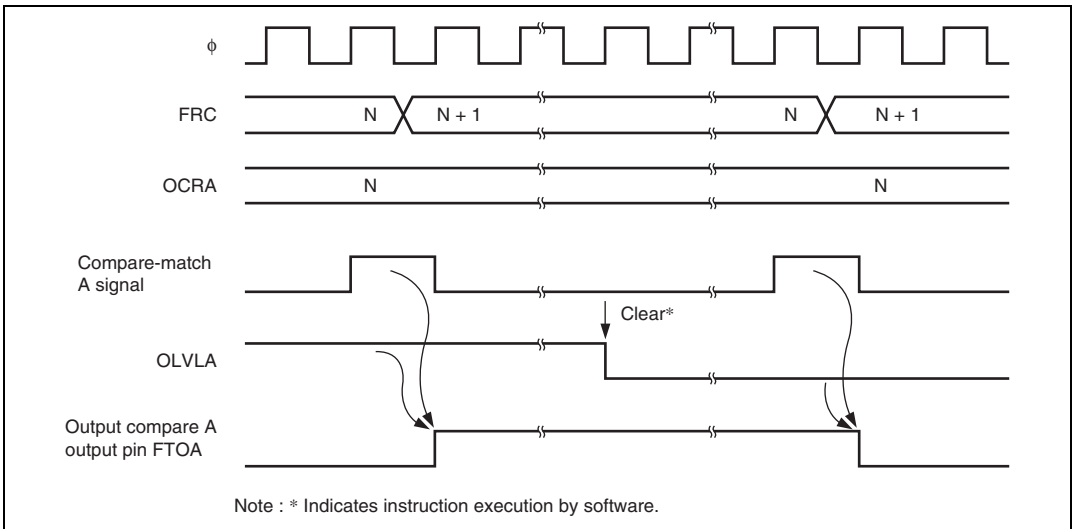 ϕ
FRC
N
N + 1
N
N + 1
OCRA
N
N
Compare-match
A signal
Clear*
OLVLA
Output compare A
output pin FTOA
Note : * Indicates instruction execution by software.